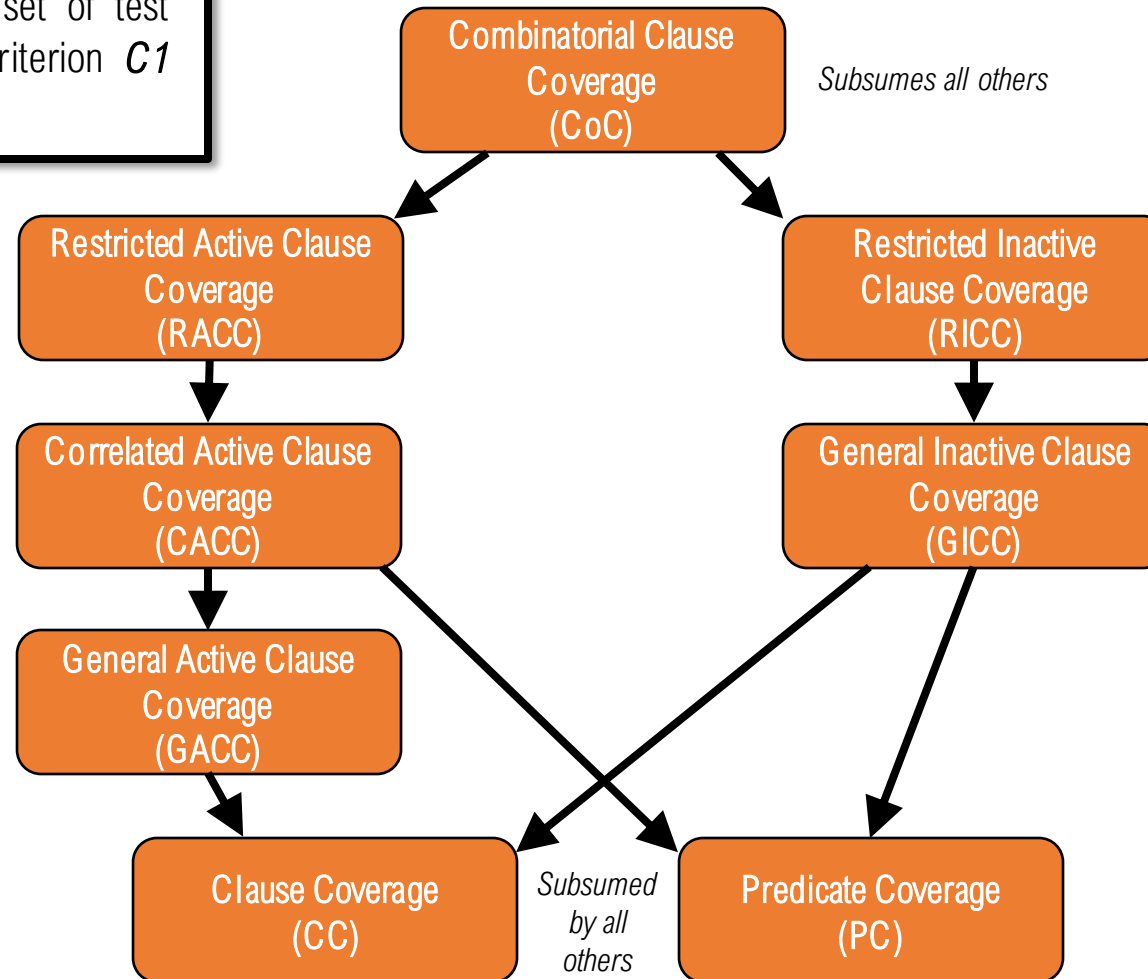 set of test
riterion C1
Combinatorial Clause
Coverage
(CoC)
Subsumes all others
Restricted Active Clause
Coverage
(RACC)
Restricted Inactive
Clause Coverage
(RICC)
Correlated Active Clause
Coverage
(CACC)
General Inactive Clause
Coverage
(GICC)
General Active Clause
Coverage
(GACC)
Clause Coverage
(CC)
Subsumed
by all
others
Predicate Coverage
(PC)